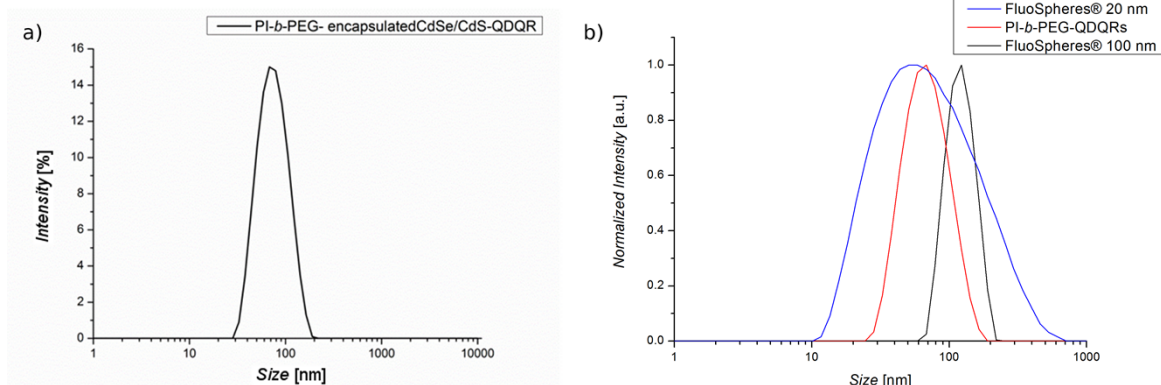 a)
PI-b-PEG- encapsulatedCdSe/CdS-QDQR
16
14
12
10
8
6
4
2
0
Intensity [%]
1 10 100 1000 10000
Size [nm]
b)
FluoSpheres® 20 nm
PI-b-PEG-QDQRs
FluoSpheres® 100 nm
1.0
0.8
0.6
0.4
0.2
0.0
Normalized Intensity [a.u.]
1 10 100 1000
Size [nm]